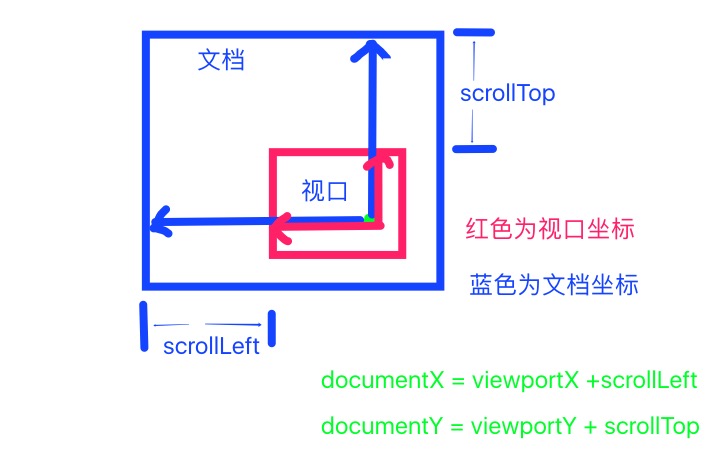 文档
scrollTop
视口
红色为视口坐标
蓝色为文档坐标
scrollLeft
documentX = viewportX +scrollLeft
documentY = viewportY + scrollTop